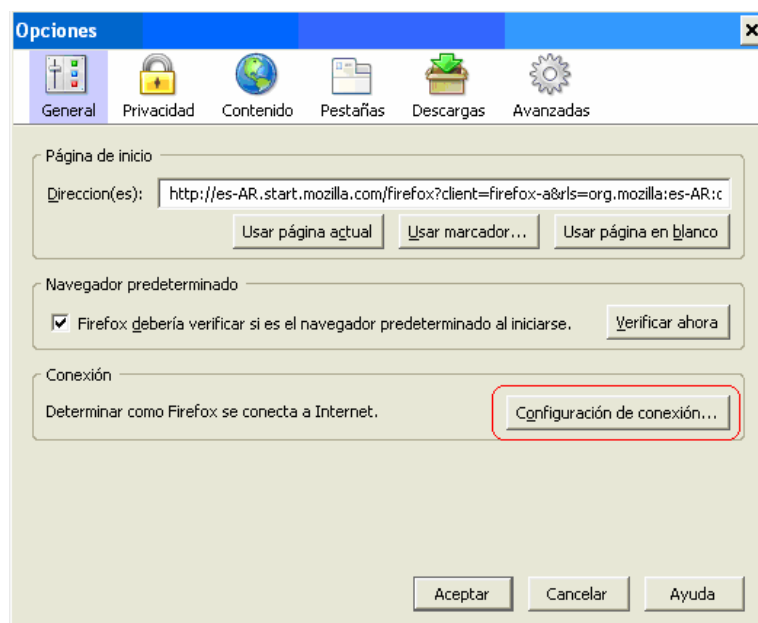 Opciones
General Privacidad Contenido Pestañas Descargas Avanzadas
Página de inicio
Direccion(es): http://es-AR.start.mozilla.com/firefox?client=firefox-a&rls=org.mozilla:es-AR:c
Usar página actual Usar marcador... Usar página en blanco
Navegador predeterminado
Firefox debería verificar si es el navegador predeterminado al iniciarse. Verificar ahora
Conexión
Determinar como Firefox se conecta a Internet. Configuración de conexión...
Aceptar Cancelar Ayuda